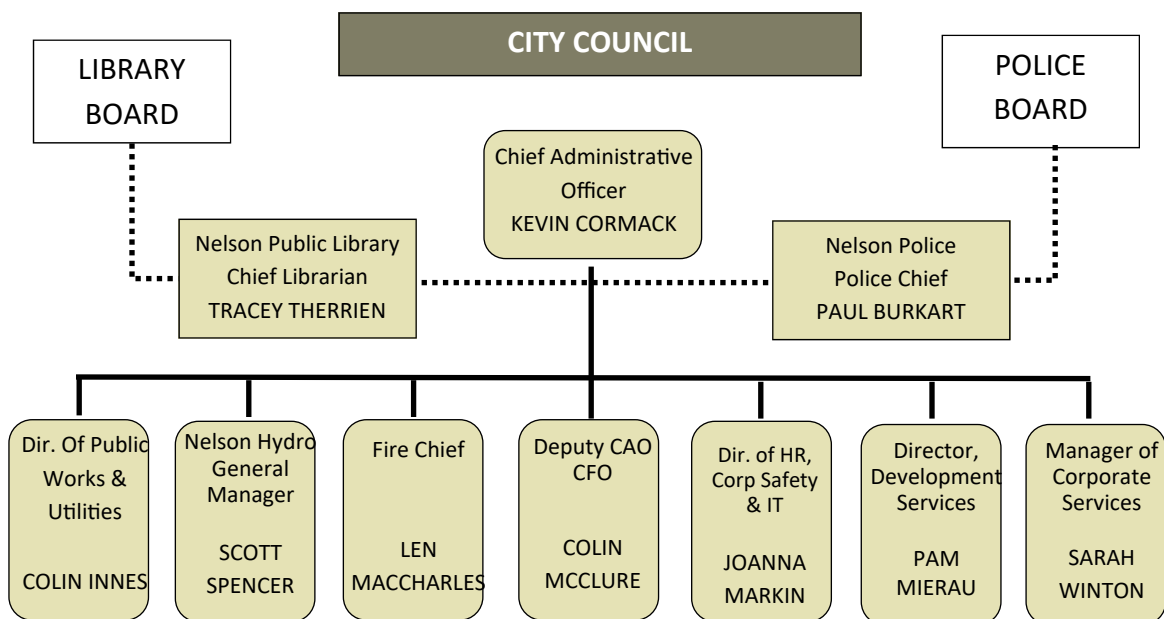 CITY COUNCIL
LIBRARY
BOARD
POLICE
BOARD
Chief Administrative
Officer
KEVIN CORMACK
Nelson Public Library
Chief Librarian
TRACEY THERRIEN
Nelson Police
Police Chief
PAUL BURKART
Dir. Of Public
Works &
Utilities
COLIN INNES
Nelson Hydro
General
Manager
SCOTT
SPENCER
Fire Chief
LEN
MACCHARLES
Deputy CAO
CFO
COLIN
MCCLURE
Dir. of HR,
Corp Safety
& IT
JOANNA
MARKIN
Director,
Development
Services
PAM
MIERAU
Manager of
Corporate
Services
SARAH
WINTON